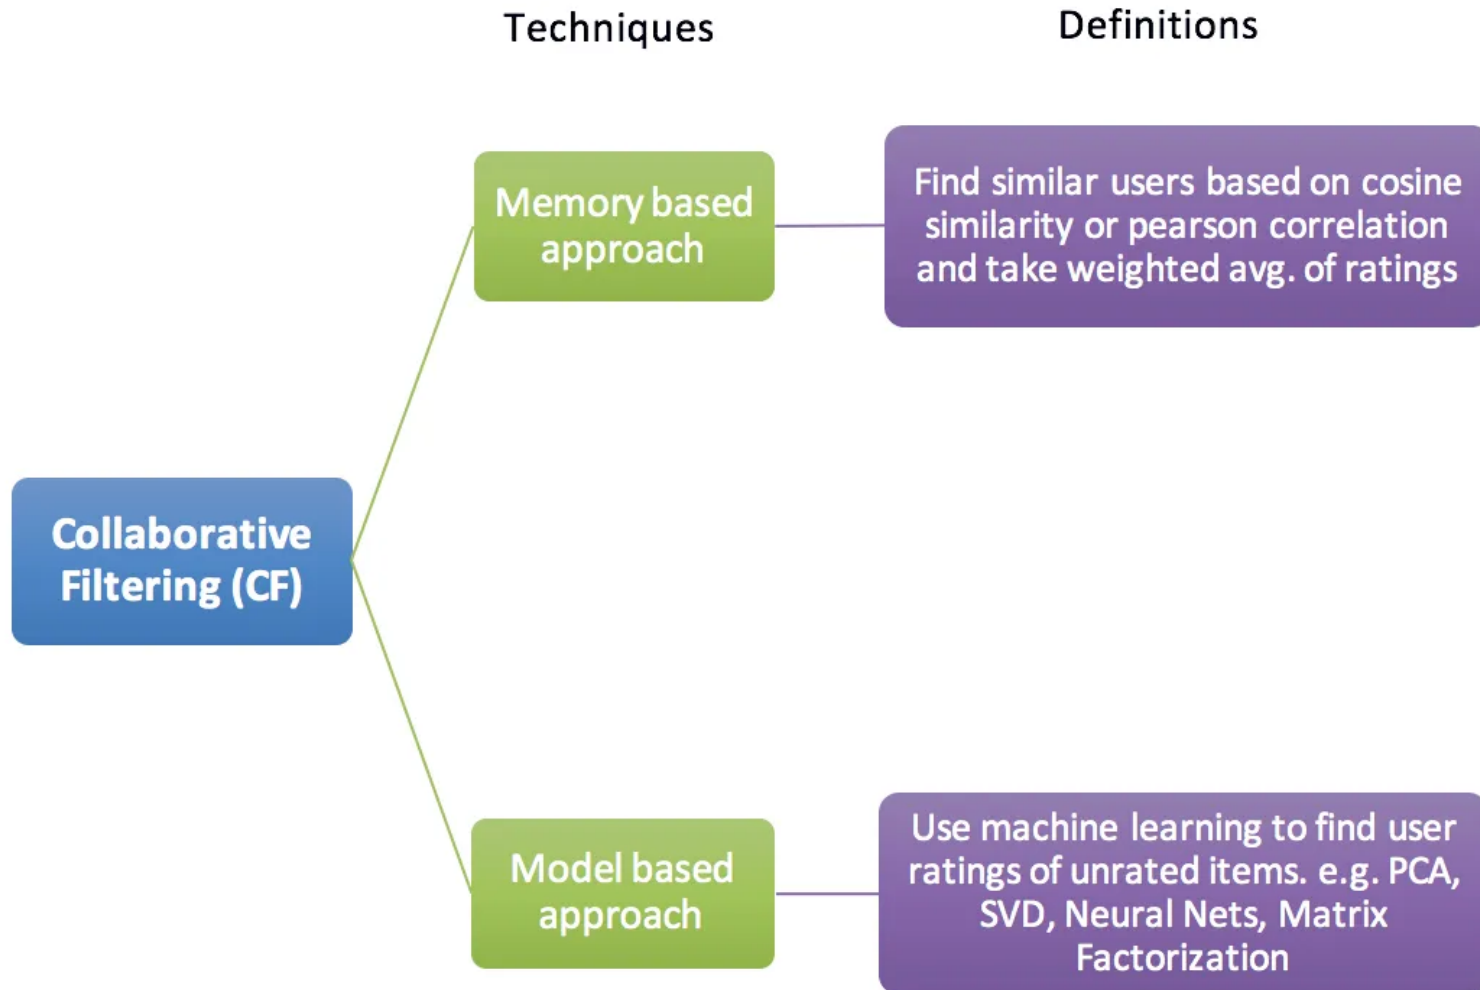 Techniques
Definitions
Memory based
approach
Find similar users based on cosine
similarity or pearson correlation
and take weighted avg. of ratings
Collaborative
Filtering (CF)
Model based
approach
Use machine learning to find user
ratings of unrated items. e.g. PCA,
SVD, Neural Nets, Matrix
Factorization